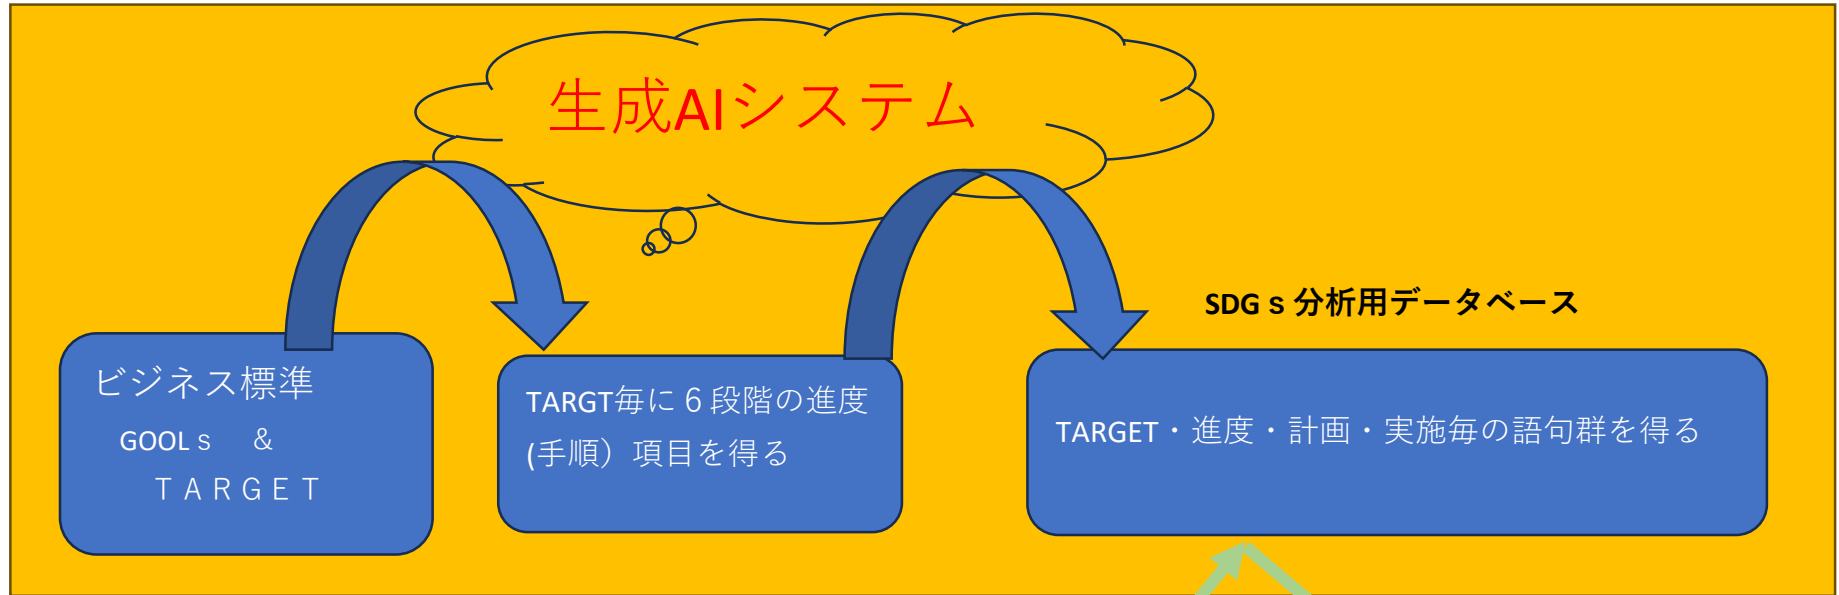 生成AIシステム
SDGｓ分析用データベース
ビジネス標準
GOOLｓ　＆
ＴＡＲＧＥＴ
TARGT毎に６段階の進度
(手順）項目を得る
TARGET・進度・計画・実施毎の語句群を得る